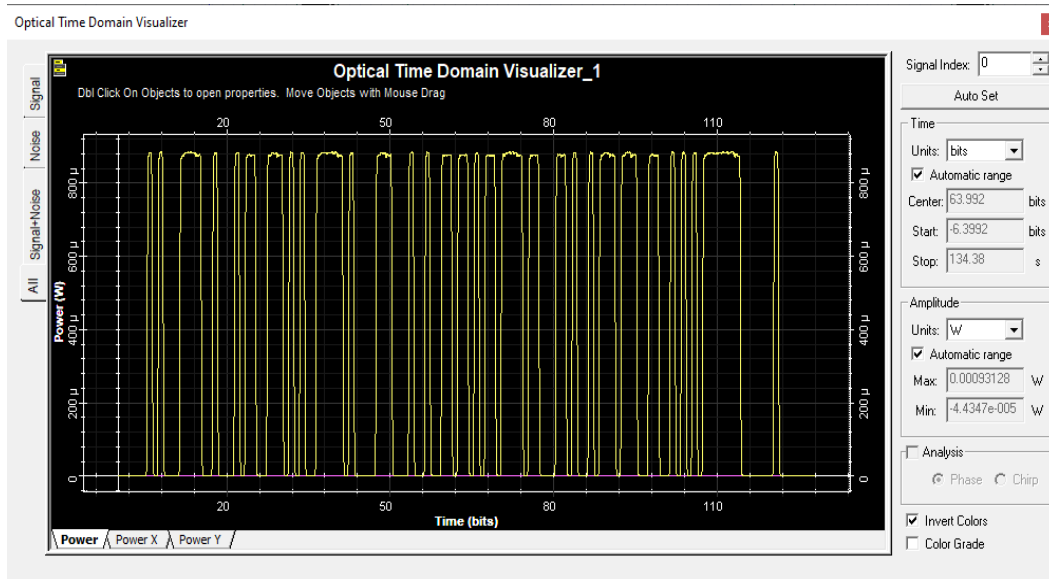 Optical Time Domain Visualizer
Signal
Noise
Signal+Noise
All
Optical Time Domain Visualizer_1
Dbl Click On Objects to open properties.  Move Objects with Mouse Drag
20 50 80 110
800 µ
600 µ
400 µ
200 µ
0
Power (W)
800 µ
600 µ
400 µ
200 µ
0
20 50 80 110
Time (bits)
Power Power X Power Y
Signal Index: 0
Auto Set
Time
Units: bits
Automatic range
Center: 63.992 bits
Start: -6.3992 bits
Stop: 134.38 s
Amplitude
Units: W
Automatic range
Max: 0.00093128 W
Min: -4.4347e-005 W
Analysis
Phase Chirp
Invert Colors
Color Grade